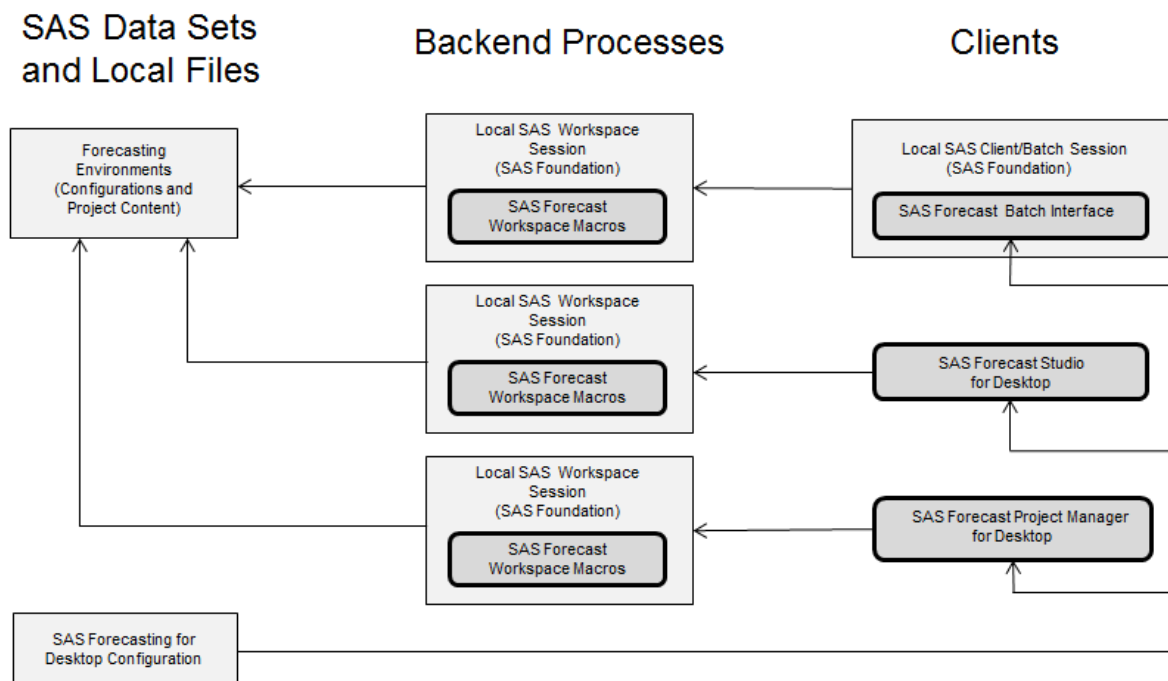 SAS Data Sets
and Local Files
Backend Processes
Clients
Forecasting
Environments
(Configurations and
Project Content)
Local SAS Workspace
Session
(SAS Foundation)
SAS Forecast
Workspace Macros
Local SAS Client/Batch Session
(SAS Foundation)
SAS Forecast Batch Interface
Local SAS Workspace
Session
(SAS Foundation)
SAS Forecast
Workspace Macros
SAS Forecast Studio
for Desktop
Local SAS Workspace
Session
(SAS Foundation)
SAS Forecast
Workspace Macros
SAS Forecast Project Manager
for Desktop
SAS Forecasting for
Desktop Configuration